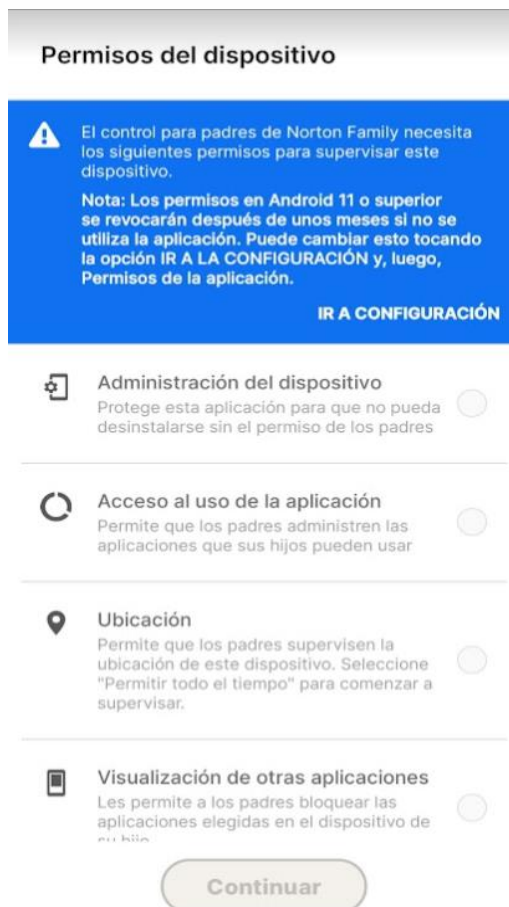 Permisos del dispositivo
El control para padres de Norton Family necesita
los siguientes permisos para supervisar este
dispositivo.
Nota: Los permisos en Android 11 o superior
se revocarán después de unos meses si no se
utiliza la aplicación. Puede cambiar esto tocando
la opción IR A LA CONFIGURACIÓN y, luego,
Permisos de la aplicación.
IR A CONFIGURACIÓN
Administración del dispositivo
Protege esta aplicación para que no pueda
desinstalarse sin el permiso de los padres
Acceso al uso de la aplicación
Permite que los padres administren las
aplicaciones que sus hijos pueden usar
Ubicación
Permite que los padres supervisen la
ubicación de este dispositivo. Seleccione
"Permitir todo el tiempo" para comenzar a
supervisar.
Visualización de otras aplicaciones
Les permite a los padres bloquear las
aplicaciones elegidas en el dispositivo de
su hijo
Continuar